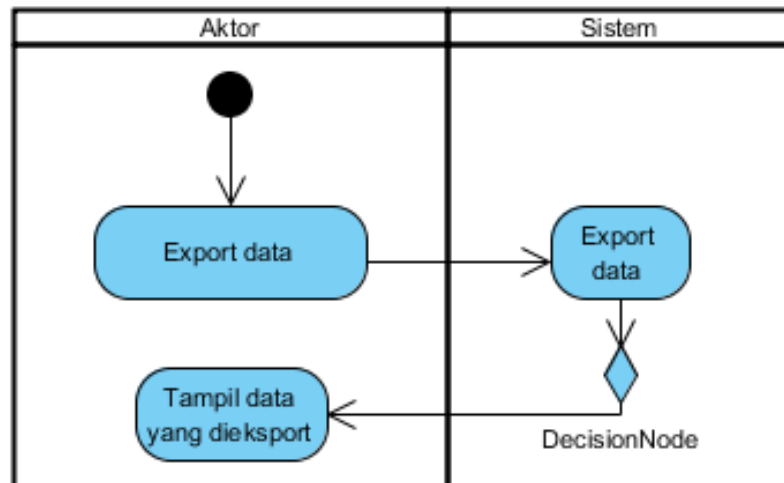 Aktor
Sistem
Export data
Export
data
Tampil data
yang dieksport
DecisionNode